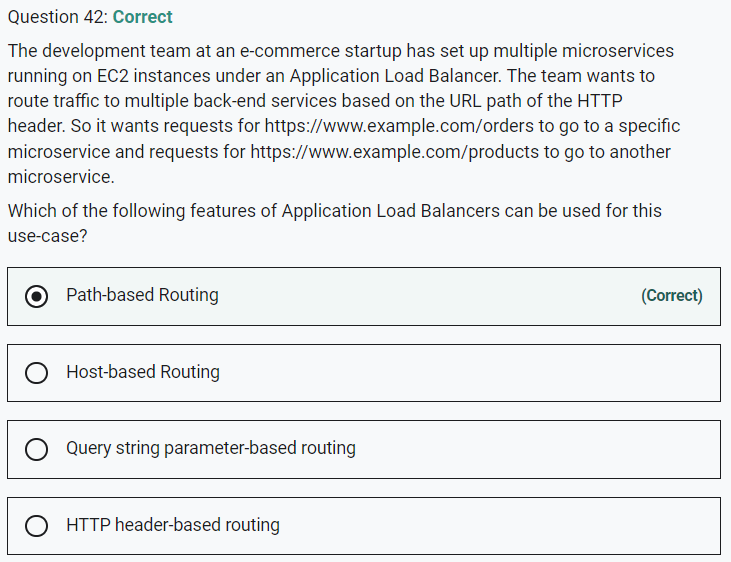 Question 42: Correct
The development team at an e-commerce startup has set up multiple microservices
running on EC2 instances under an Application Load Balancer. The team wants to
route traffic to multiple back-end services based on the URL path of the HTTP
header. So it wants requests for https://www.example.com/orders to go to a specific
microservice and requests for https://www.example.com/products to go to another
microservice.
Which of the following features of Application Load Balancers can be used for this
use-case?
Path-based Routing (Correct)
Host-based Routing
Query string parameter-based routing
HTTP header-based routing